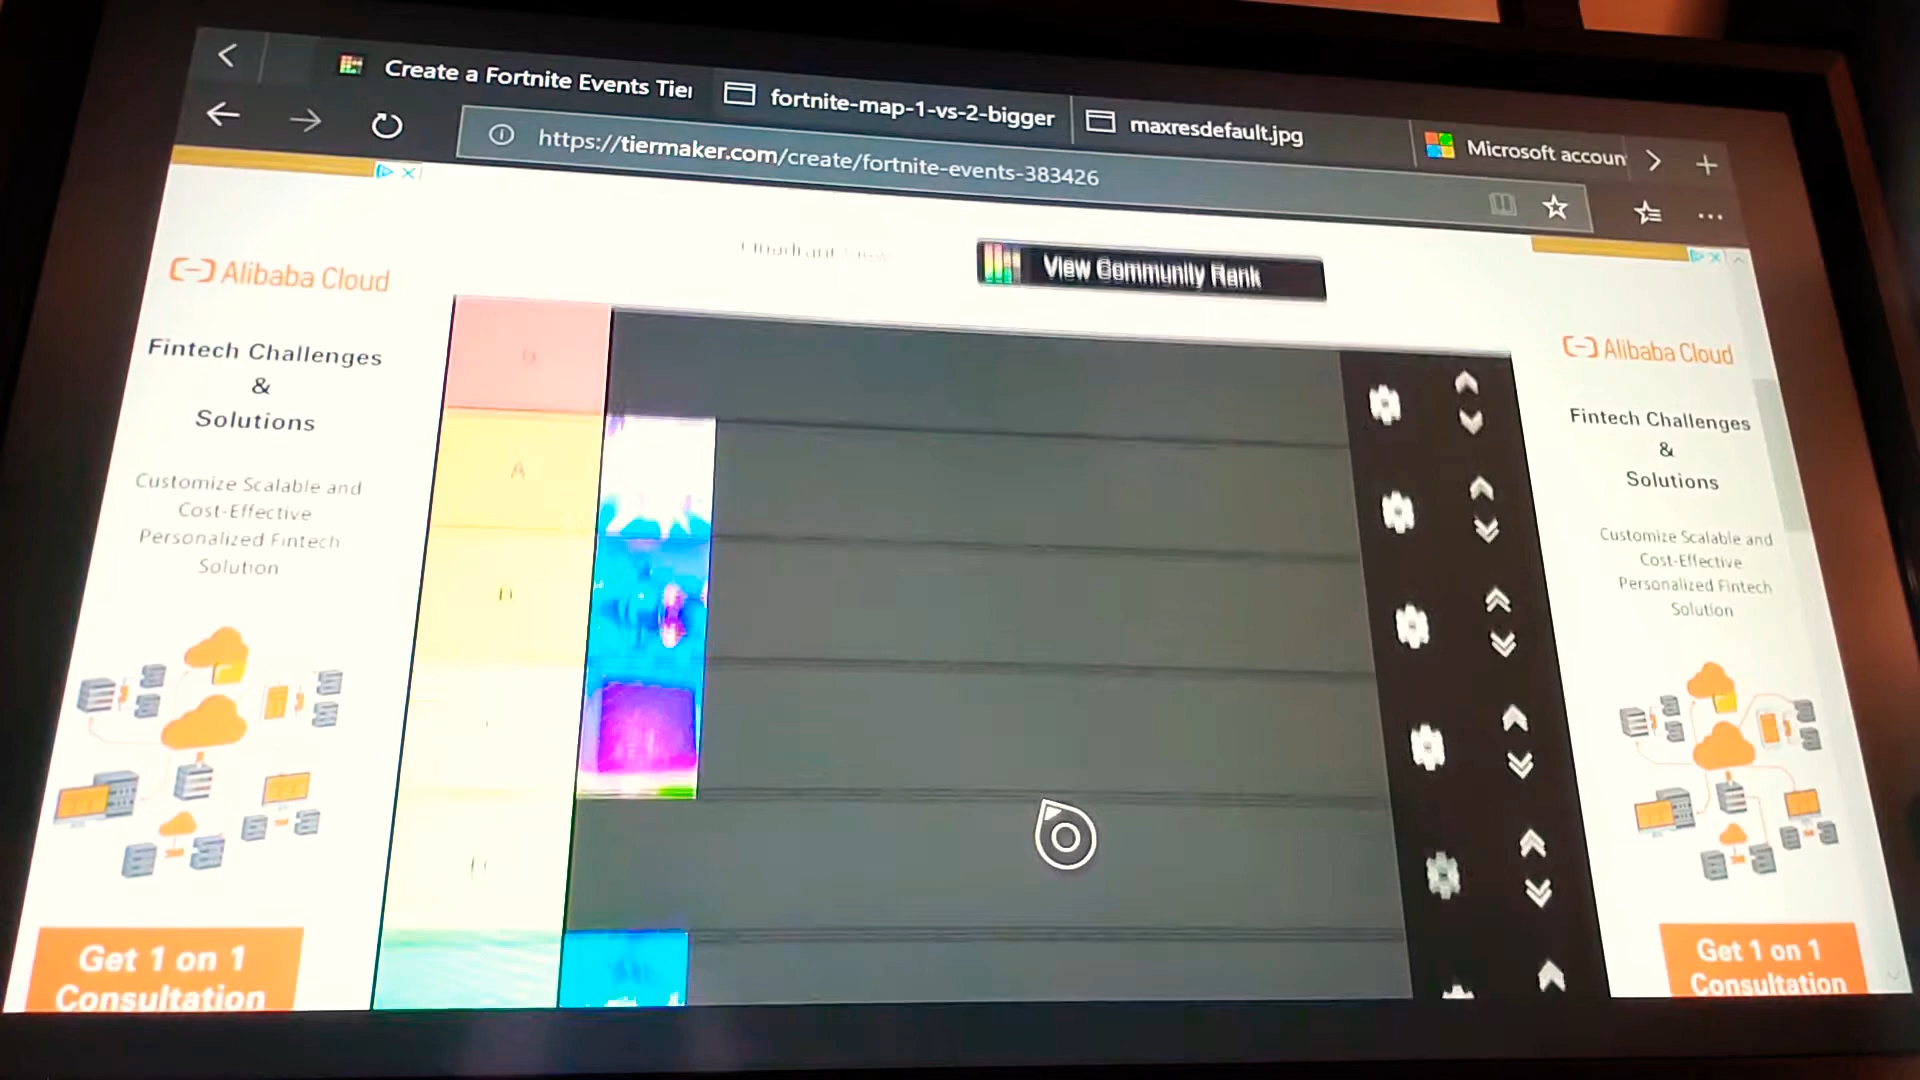 Create a Fortnite Events Tier
fortnite-map-1-vs-2-bigger
maxresdefault.jpg
Microsoft accoun
https://tiermaker.com/create/fortnite-events-383426
View Community Rank
Alibaba Cloud
Fintech Challenges
&
Solutions
Customize Scalable and
Cost-Effective
Personalized Fintech
Solution
Get 1 on 1
Consultation
A
Alibaba Cloud
Fintech Challenges
&
Solutions
Customize Scalable and
Cost-Effective
Personalized Fintech
Solution
Get 1 on 1
Consultation